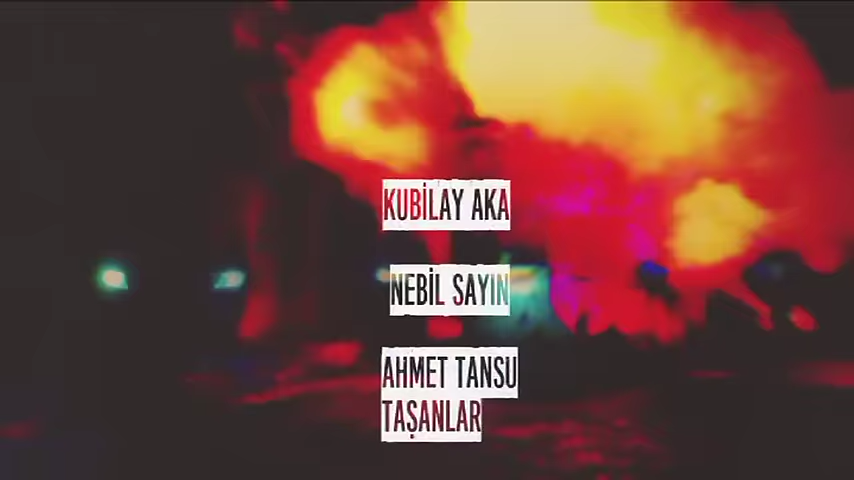 KUBİLAY AKA
NEBİL SAYIN
AHMET TANSU
TAŞANLAR